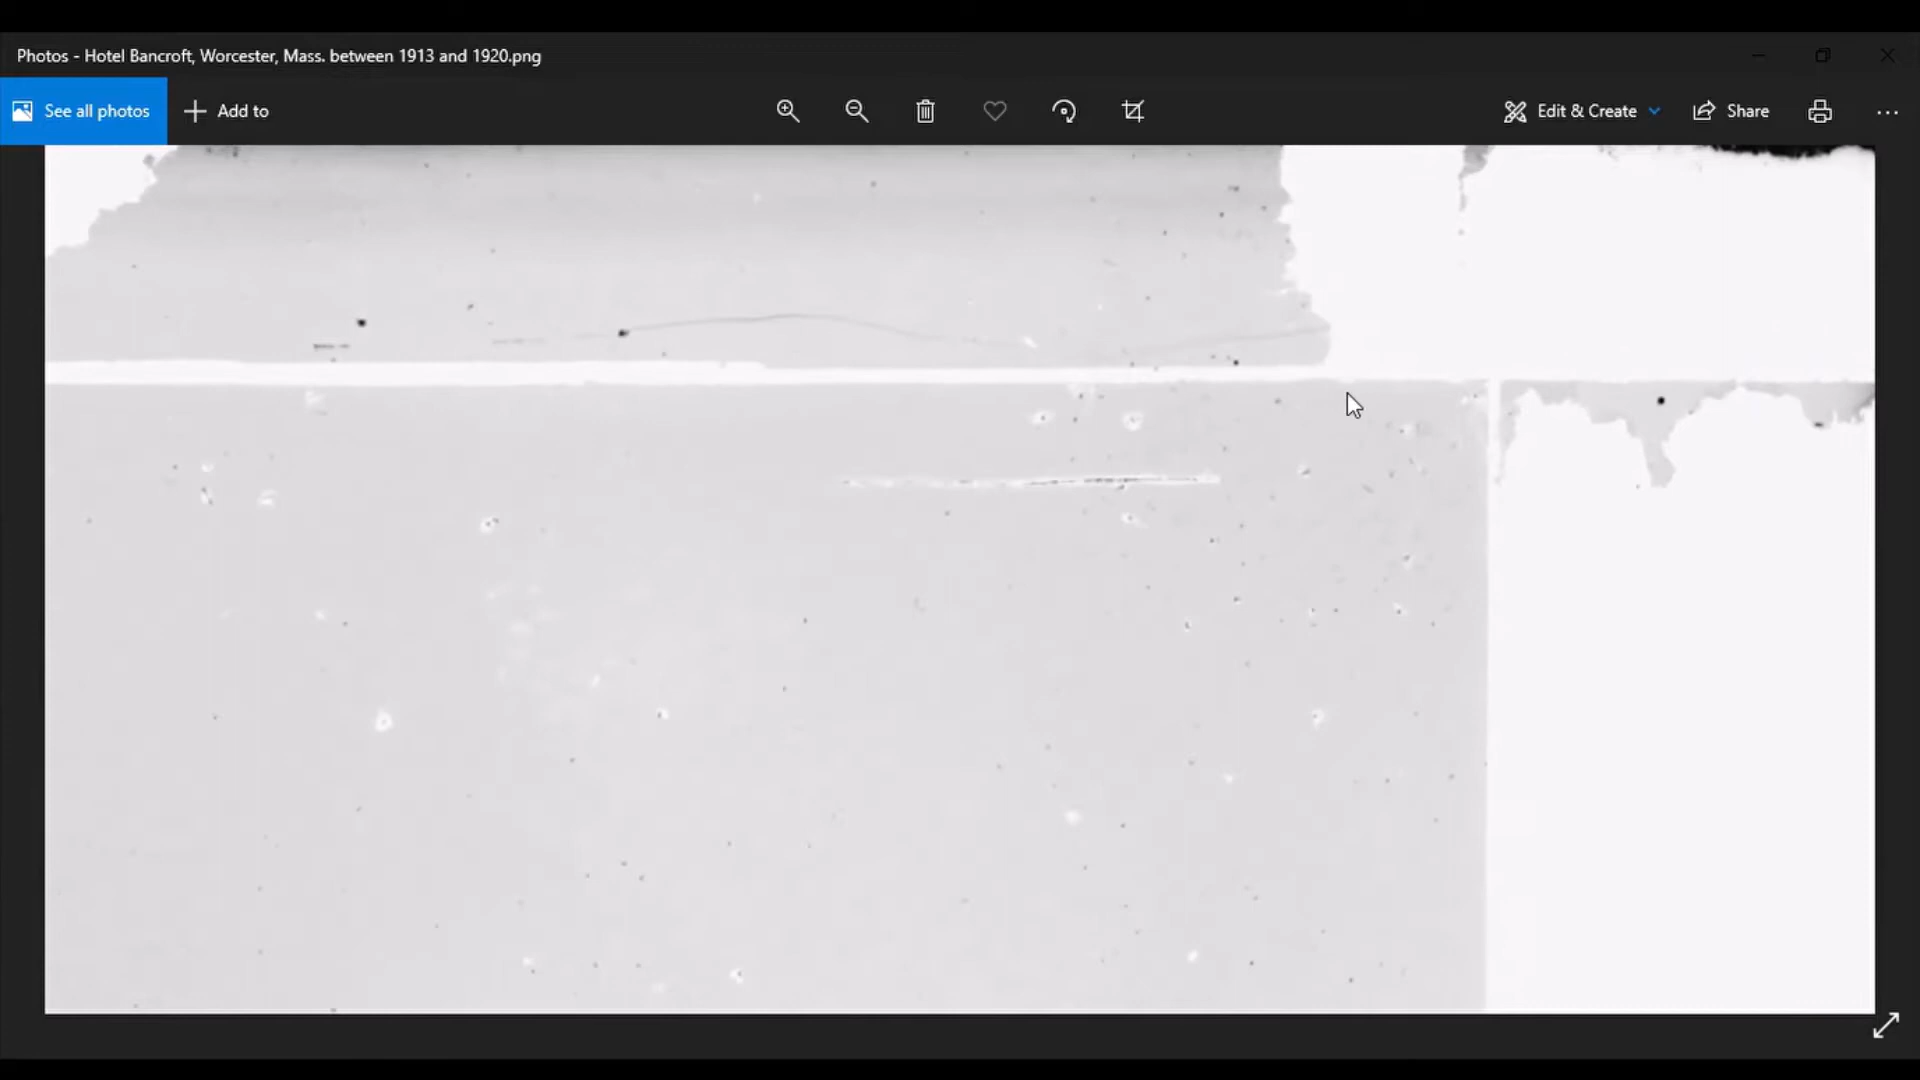 Photos - Hotel Bancroft, Worcester, Mass. between 1913 and 1920.png
See all photos
Add to
Edit & Create
Share